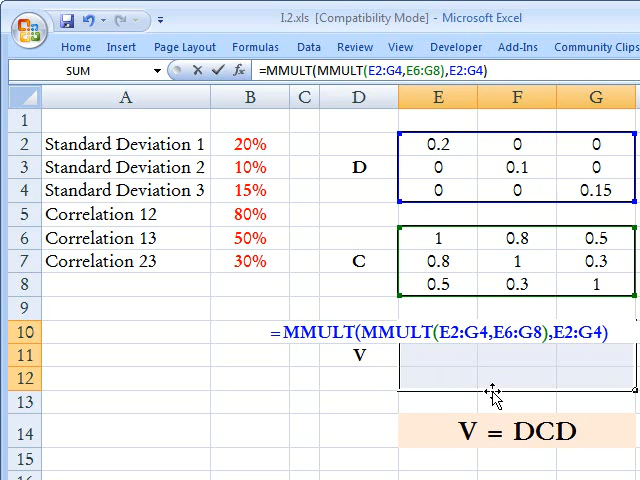 I.2.xls [Compatibility Mode] - Microsoft Excel
Home Insert Page Layout Formulas Data Review View Developer Add-Ins Community Clips
SUM =MMULT(MMULT(E2:G4,E6:G8),E2:G4)
A B C D E F G
1
2 Standard Deviation 1 20% 0.2 0 0
3 Standard Deviation 2 10% D 0 0.1 0
4 Standard Deviation 3 15% 0 0 0.15
5 Correlation 12 80%
6 Correlation 13 50% 1 0.8 0.5
7 Correlation 23 30% C 0.8 1 0.3
8 0.5 0.3 1
9
10 =MMULT(MMULT(E2:G4,E6:G8),E2:G4)
11 V
12
13
14 V = DCD
15
16